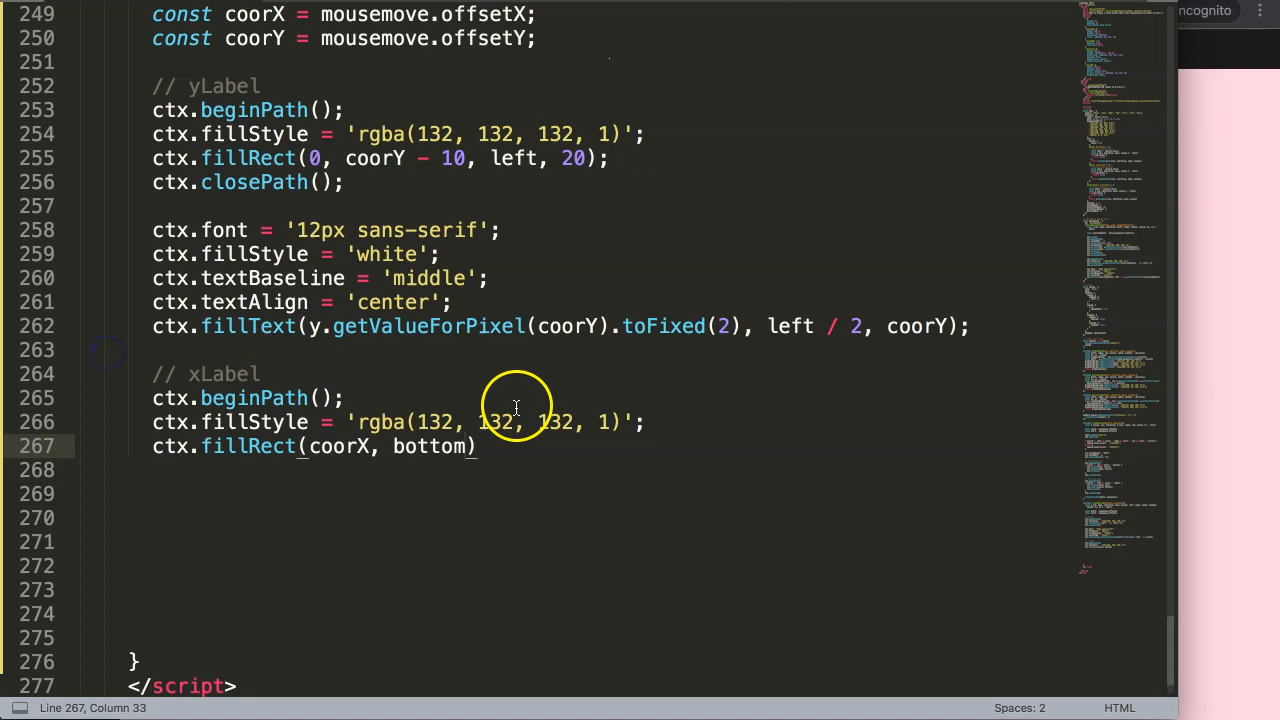 249 const coorX = mousemove.offsetX;
250 const coorY = mousemove.offsetY;
251
252 // yLabel
253 ctx.beginPath();
254 ctx.fillStyle = 'rgba(132, 132, 132, 1)';
255 ctx.fillRect(0, coorY - 10, left, 20);
256 ctx.closePath();
257
258 ctx.font = '12px sans-serif';
259 ctx.fillStyle = 'white';
260 ctx.textBaseline = 'middle';
261 ctx.textAlign = 'center';
262 ctx.fillText(y.getValueForPixel(coorY).toFixed(2), left / 2, coorY);
263
264 // xLabel
265 ctx.beginPath();
266 ctx.fillStyle = 'rgba(132, 132, 132, 1)';
267 ctx.fillRect(coorX, bottom)
268
269
270
271
272
273
274
275
276 }
277 </script>
Line 267, Column 33
Spaces: 2
HTML
cognito